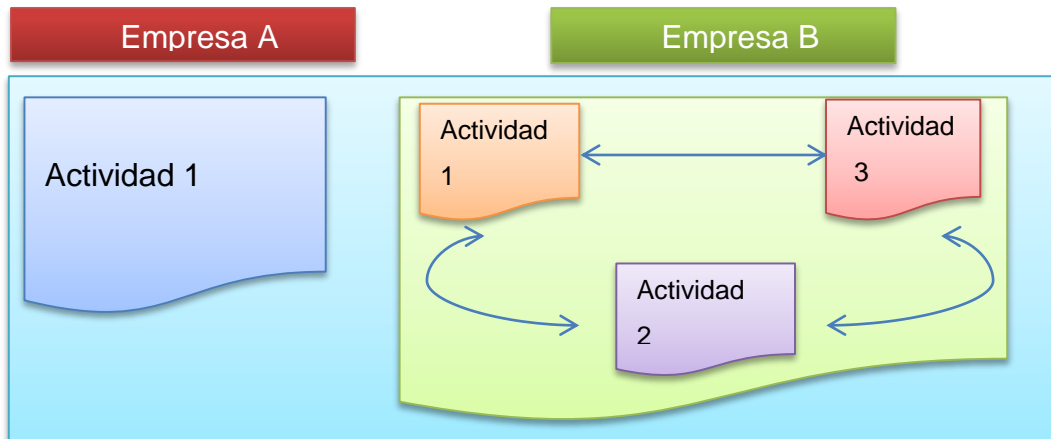 Empresa A
Empresa B
Actividad 1
Actividad
1
Actividad
3
Actividad
2